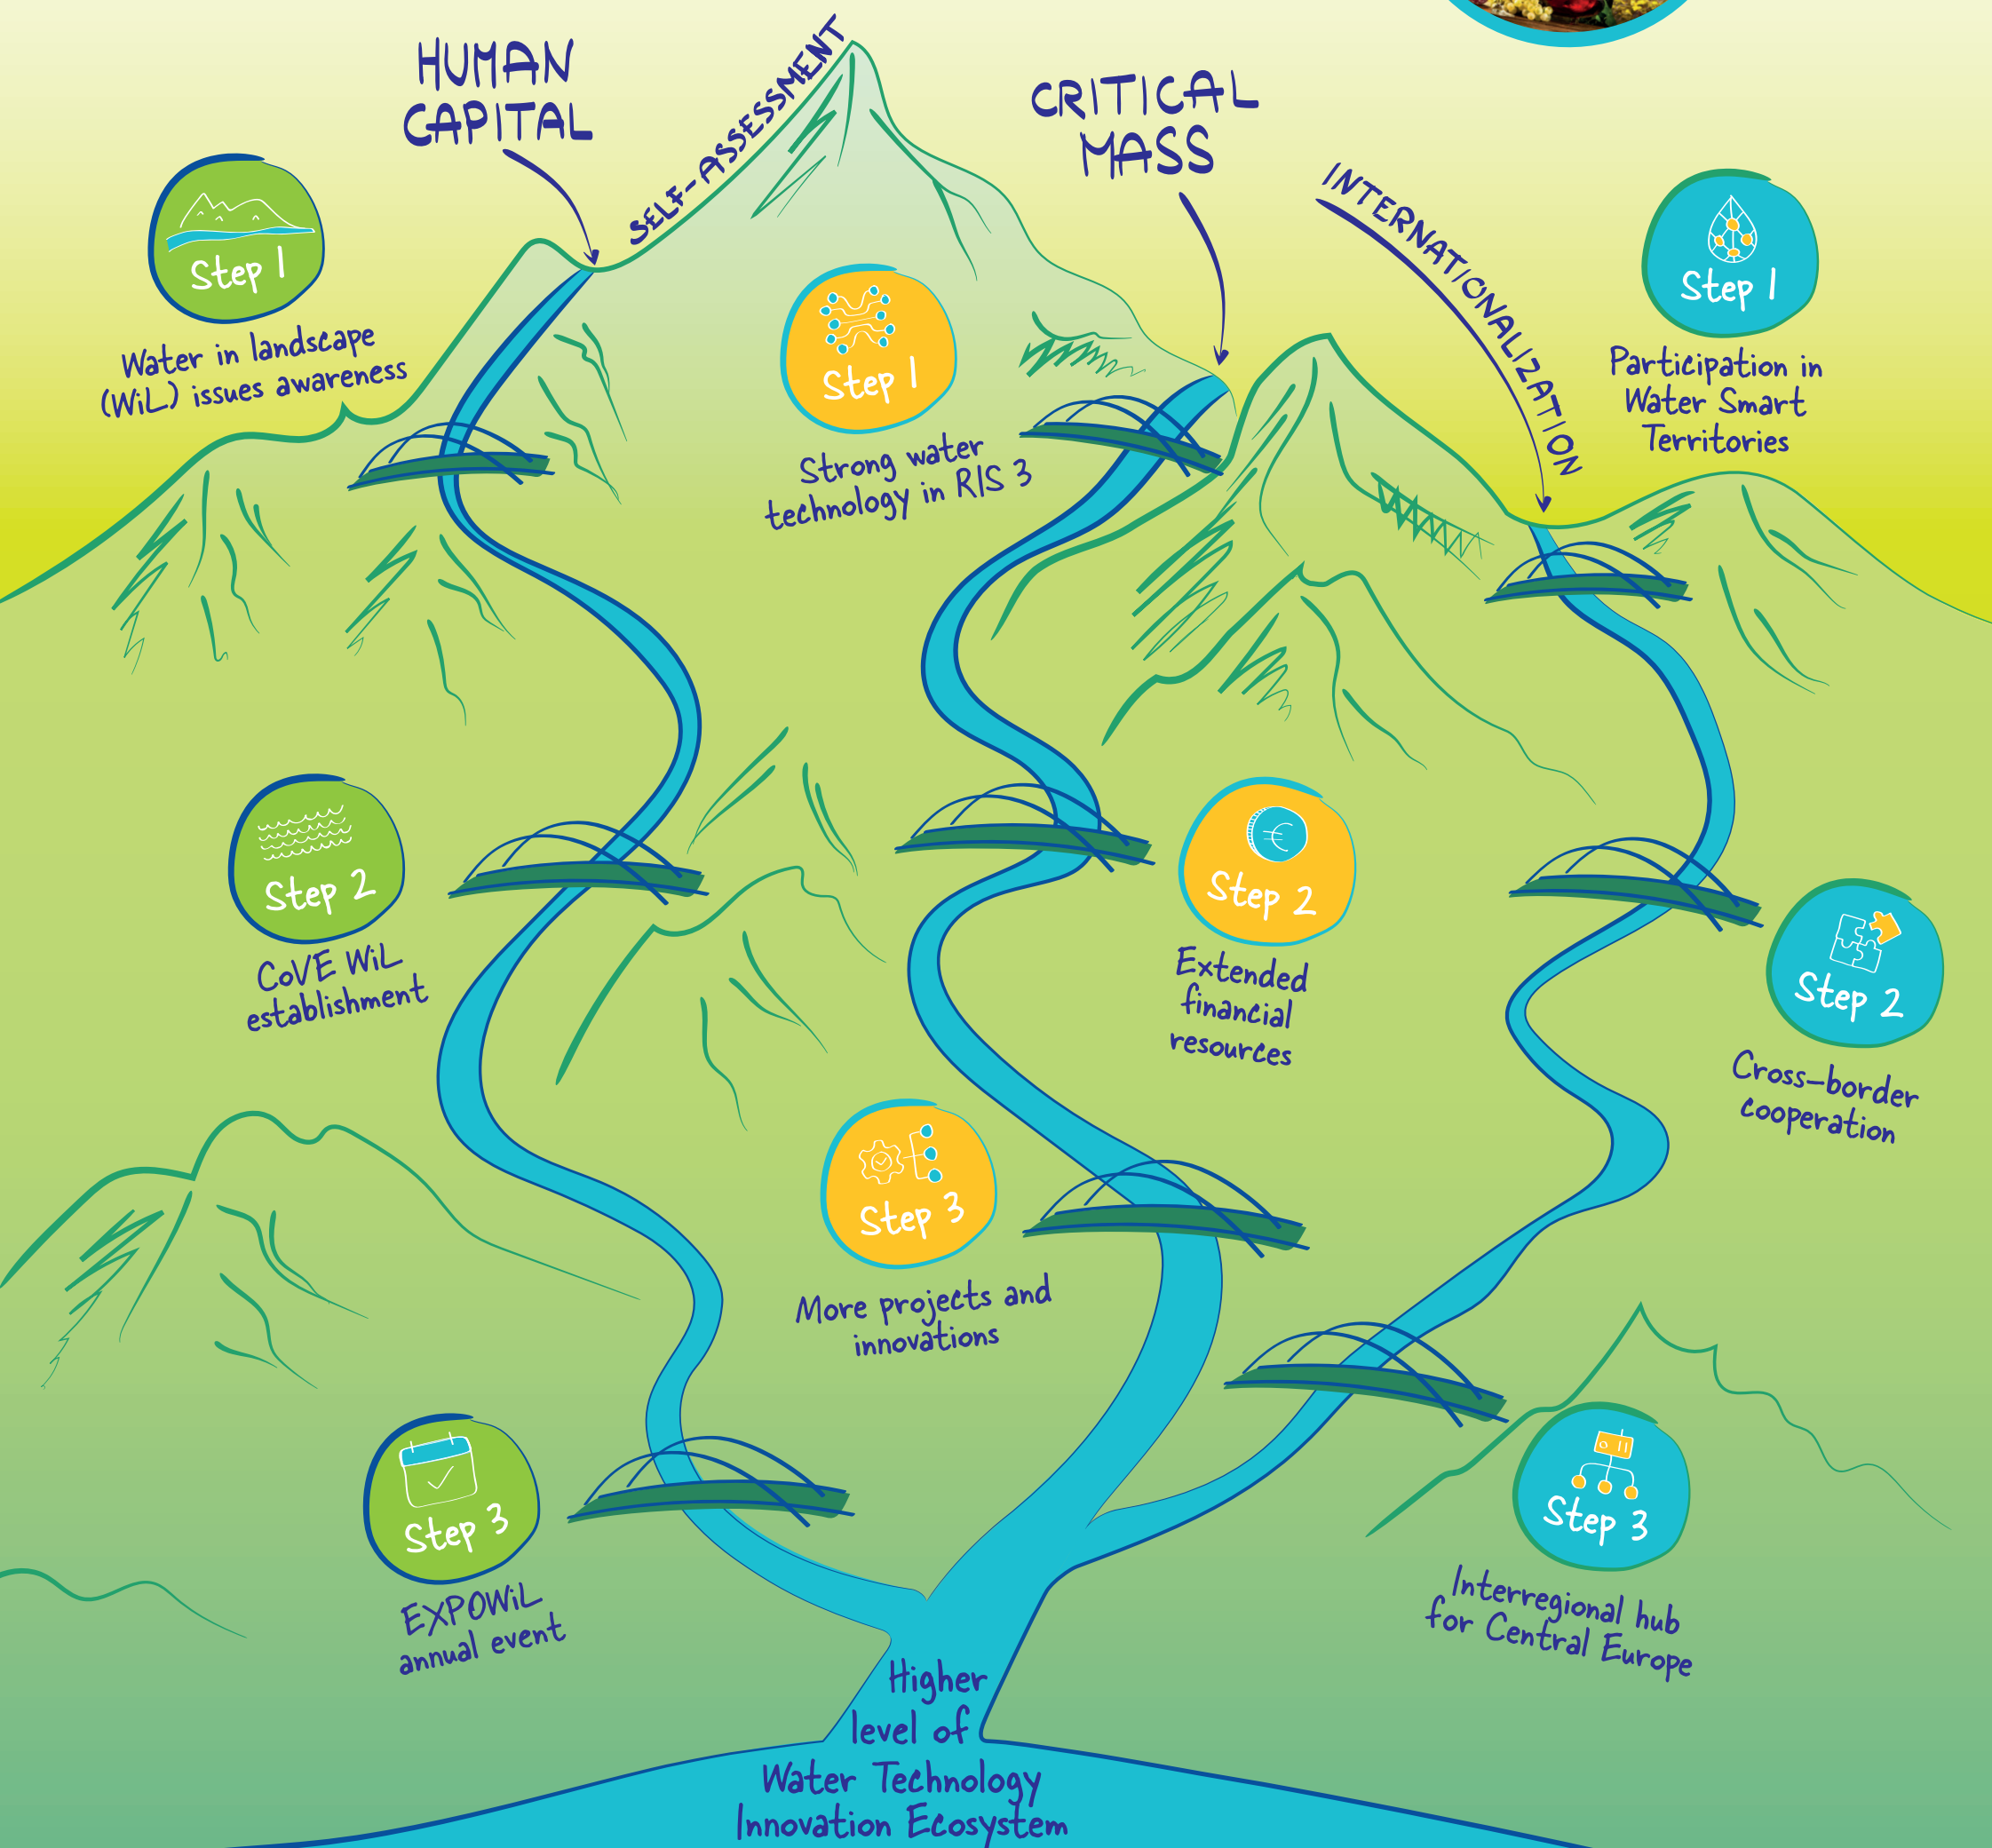 HUMAN
CAPITAL
SELF-ASSESSMENT
CRITICAL
MASS
INTERNATIONALIZATION
Step 1
Water in landscape
(WiL) issues awareness
Step 1
Strong water
technology in RIS 3
Step 1
Participation in
Water Smart
Territories
Step 2
CoVE WiL
establishment
Step 2
Extended
financial
resources
Step 2
Cross-border
cooperation
Step 3
More projects and
innovations
Step 3
EXPOWiL
annual event
Step 3
Interregional hub
for Central Europe
Higher
level of
Water Technology
Innovation Ecosystem